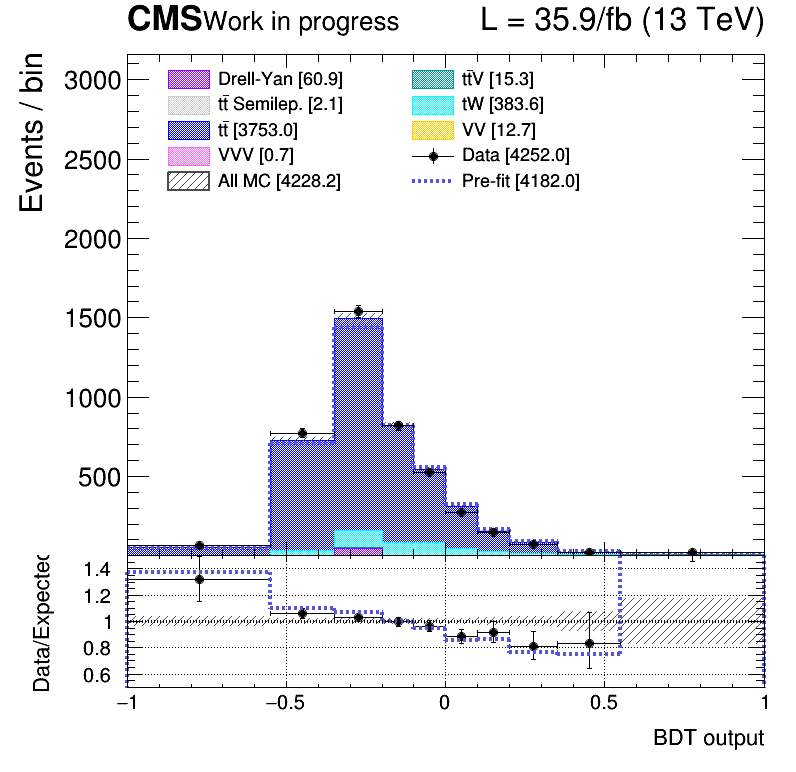 CMS Work in progress L = 35.9/fb (13 TeV)
Events / bin
3000
2500
2000
1500
1000
500
Drell-Yan [60.9]
tt̄ Semilep. [2.1]
tt̄ [3753.0]
VVV [0.7]
All MC [4228.2]
tt̄V [15.3]
tW [383.6]
VV [12.7]
Data [4252.0]
Pre-fit [4182.0]
Data/Expected
1.4
1.2
1
0.8
0.6
−1 −0.5 0 0.5 1
BDT output